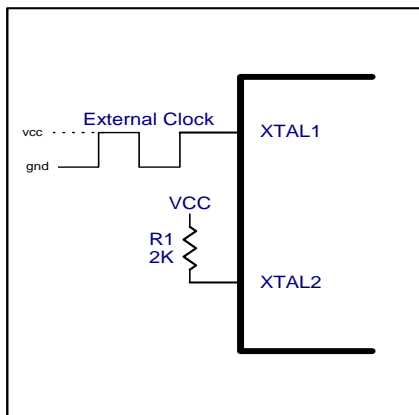 External Clock
vcc
XTAL1
gnd
VCC
R1
2K
XTAL2